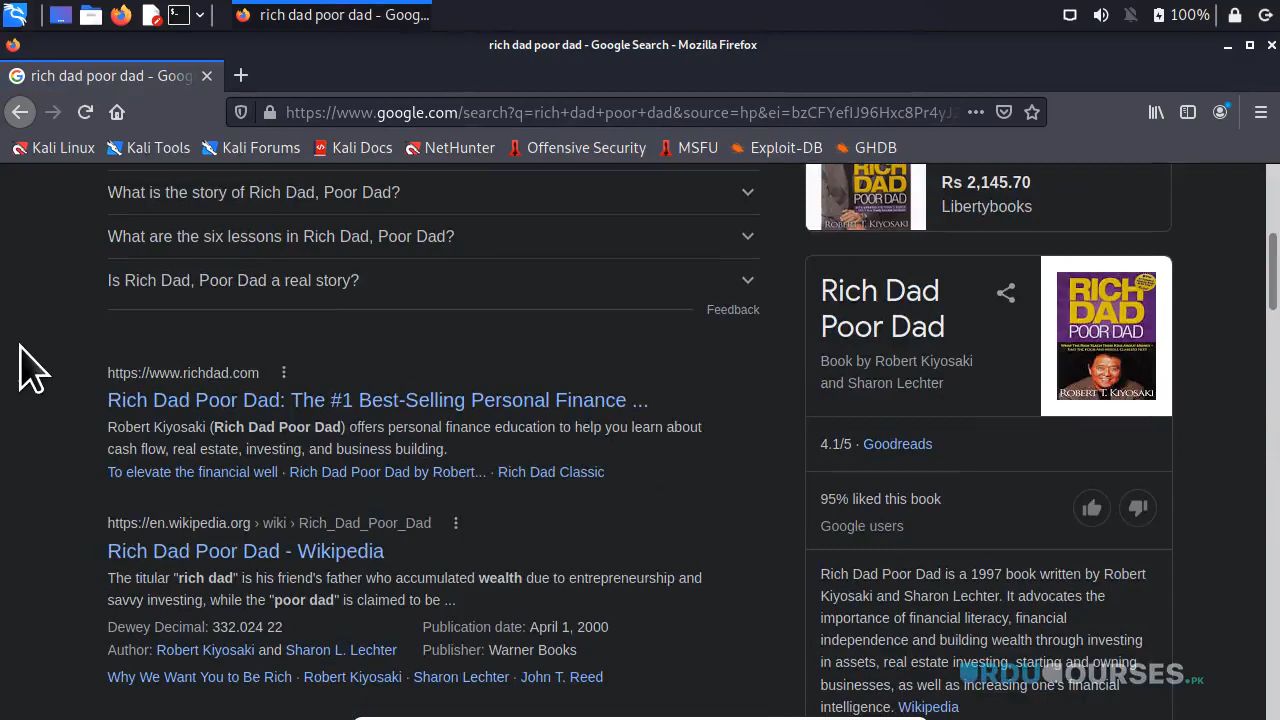 rich dad poor dad - Goog...
100%
rich dad poor dad - Google Search - Mozilla Firefox
rich dad poor dad - Goog
https://www.google.com/search?q=rich+dad+poor+dad&source=hp&ei=bzCFYefIJ96Hxc8Pr4yJ
Kali Linux
Kali Tools
Kali Forums
Kali Docs
NetHunter
Offensive Security
MSFU
Exploit-DB
GHDB
What is the story of Rich Dad, Poor Dad?
What are the six lessons in Rich Dad, Poor Dad?
Is Rich Dad, Poor Dad a real story?
Feedback
https://www.richdad.com
Rich Dad Poor Dad: The #1 Best-Selling Personal Finance ...
Robert Kiyosaki (Rich Dad Poor Dad) offers personal finance education to help you learn about
cash flow, real estate, investing, and business building.
To elevate the financial well · Rich Dad Poor Dad by Robert... · Rich Dad Classic
https://en.wikipedia.org › wiki › Rich_Dad_Poor_Dad
Rich Dad Poor Dad - Wikipedia
The titular "rich dad" is his friend's father who accumulated wealth due to entrepreneurship and
savvy investing, while the "poor dad" is claimed to be ...
Dewey Decimal: 332.024 22
Publication date: April 1, 2000
Author: Robert Kiyosaki and Sharon L. Lechter
Publisher: Warner Books
Why We Want You to Be Rich · Robert Kiyosaki · Sharon Lechter · John T. Reed
RICH
DAD
POOR DAD
ROBERT T. KIYOSAKI
Rs 2,145.70
Libertybooks
Rich Dad
Poor Dad
Book by Robert Kiyosaki
and Sharon Lechter
RICH
DAD
POOR DAD
ROBERT T. KIYOSAKI
4.1/5 · Goodreads
95% liked this book
Google users
Rich Dad Poor Dad is a 1997 book written by Robert
Kiyosaki and Sharon Lechter. It advocates the
importance of financial literacy, financial
independence and building wealth through investing
in assets, real estate investing, starting and owning
businesses, as well as increasing one's financial
intelligence. Wikipedia
URDUCOURSES.PK